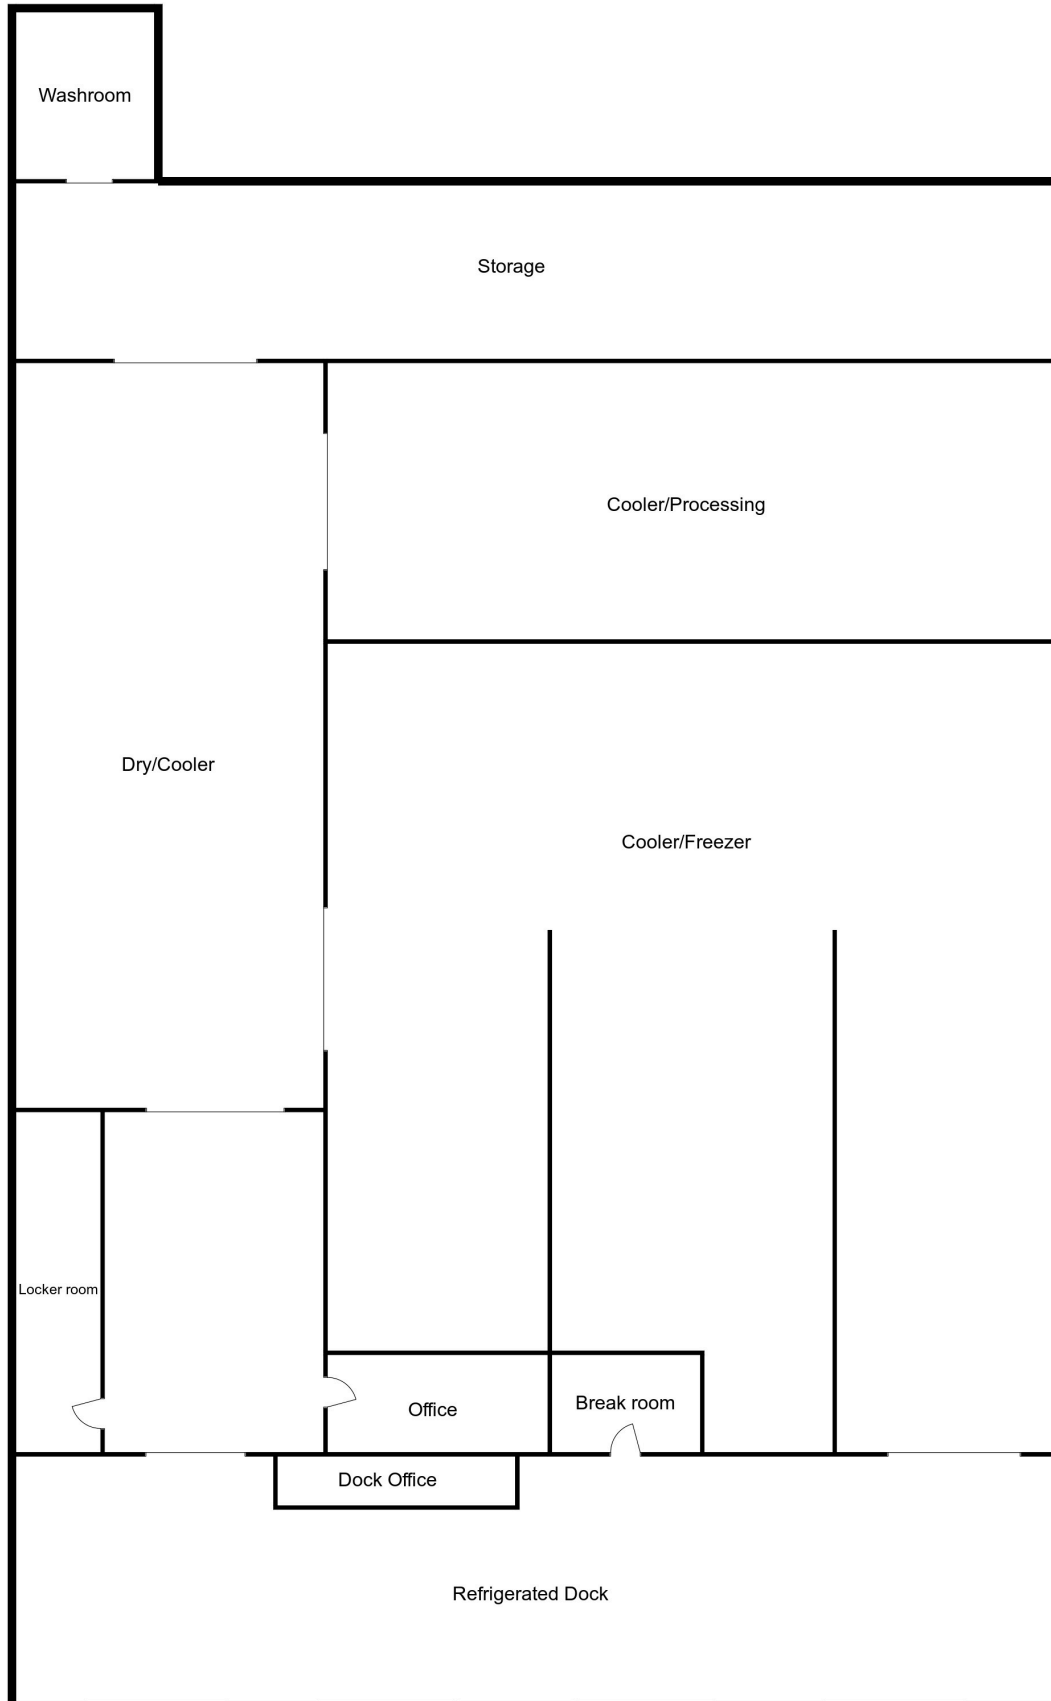 Washroom
Storage
Cooler/Processing
Dry/Cooler
Cooler/Freezer
Locker room
Office
Break room
Dock Office
Refrigerated Dock